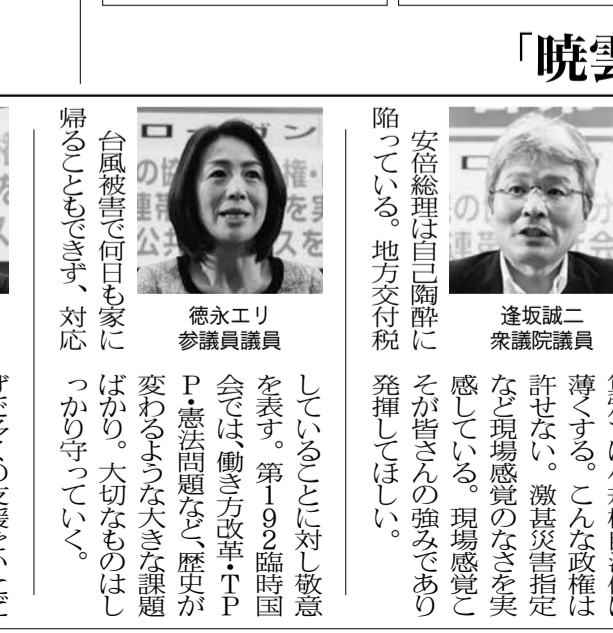 「暁雲
逢坂誠二
衆議院議員
安倍総理は自己陶酔に
陥っている。地方交付税
薄くする。こんな政権は
許せない。激甚災害指定
など現場感覚のなさを実
感している。現場感覚こ
そが皆さんの強みであり
発揮してほしい。
徳永エリ
参議員議員
台風被害で何日も家に
帰ることもできず、対応
していることに対し敬意
を表す。第192臨時国
会では、働き方改革・TP
P・憲法問題など、歴史が
変わるような大きな課題
ばかり。大切なものはし
っかり守っていく。